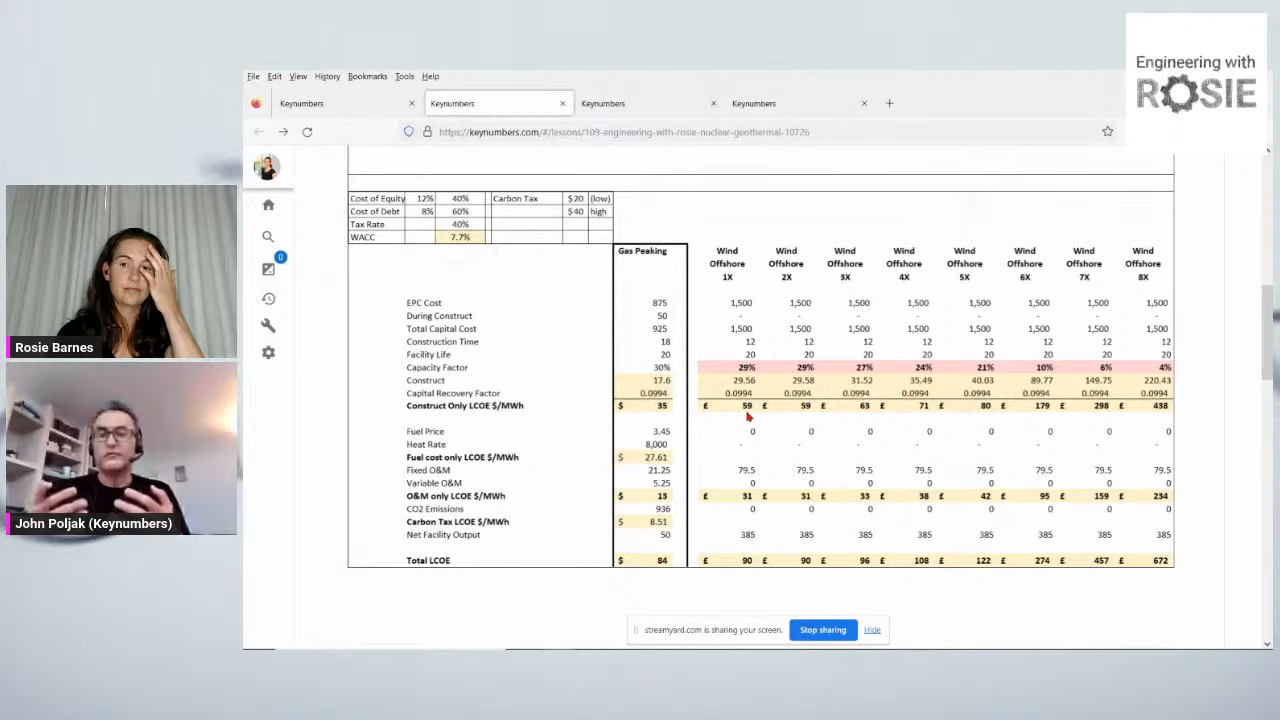 Engineering with
ROSIE
File Edit View History Bookmarks Tools Help
Keynumbers × Keynumbers × Keynumbers × Keynumbers × +
https://keynumbers.com/#/lessons/109-engineering-with-rosie-nuclear-geothermal-10726
0
Cost of Equity 12% 40% Carbon Tax $20 (low)
Cost of Debt 8% 60% $40 high
Tax Rate 40%
WACC 7.7%
Gas Peaking Wind Offshore 1X Wind Offshore 2X Wind Offshore 3X Wind Offshore 4X Wind Offshore 5X Wind Offshore 6X Wind Offshore 7X Wind Offshore 8X
EPC Cost 875 1,500 1,500 1,500 1,500 1,500 1,500 1,500 1,500
During Construct 50 - - - - - - - -
Total Capital Cost 925 1,500 1,500 1,500 1,500 1,500 1,500 1,500 1,500
Construction Time 18 12 12 12 12 12 12 12 12
Facility Life 20 20 20 20 20 20 20 20 20
Capacity Factor 30% 29% 29% 27% 24% 21% 10% 6% 4%
Construct 17.6 29.56 29.58 31.52 35.49 40.03 89.77 149.75 220.43
Capital Recovery Factor 0.0994 0.0994 0.0994 0.0994 0.0994 0.0994 0.0994 0.0994 0.0994
Construct Only LCOE $/MWh $ 35 £ 59 £ 59 £ 63 £ 71 £ 80 £ 179 £ 298 £ 438
Fuel Price 3.45 0 0 0 0 0 0 0 0
Heat Rate 8,000 - - - - - - - -
Fuel cost only LCOE $/MWh $ 27.61
Fixed O&M 21.25 79.5 79.5 79.5 79.5 79.5 79.5 79.5 79.5
Variable O&M 5.25 0 0 0 0 0 0 0 0
O&M only LCOE $/MWh $ 13 £ 31 £ 31 £ 33 £ 38 £ 42 £ 95 £ 159 £ 234
CO2 Emissions 936 0 0 0 0 0 0 0 0
Carbon Tax LCOE $/MWh $ 8.51
Net Facility Output 50 385 385 385 385 385 385 385 385
Total LCOE $ 84 £ 90 £ 90 £ 96 £ 108 £ 122 £ 274 £ 457 £ 672
Rosie Barnes
John Poljak (Keynumbers)
streamyard.com is sharing your screen. Stop sharing Hide